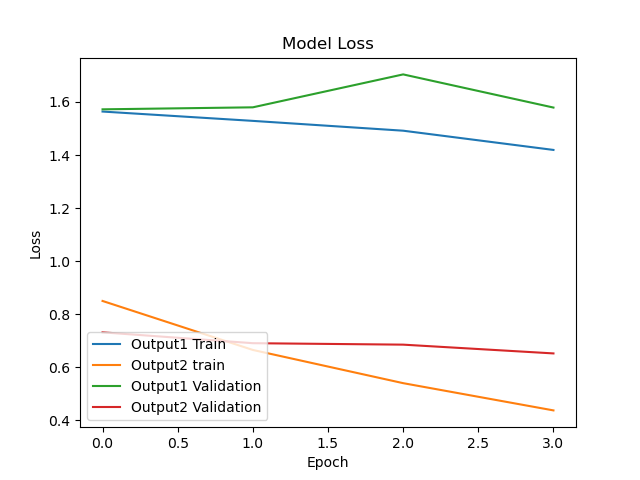 Model Loss
Loss
1.6
1.4
1.2
1.0
0.8
0.6
0.4
Output1 Train
Output2 train
Output1 Validation
Output2 Validation
0.0 0.5 1.0 1.5 2.0 2.5 3.0
Epoch